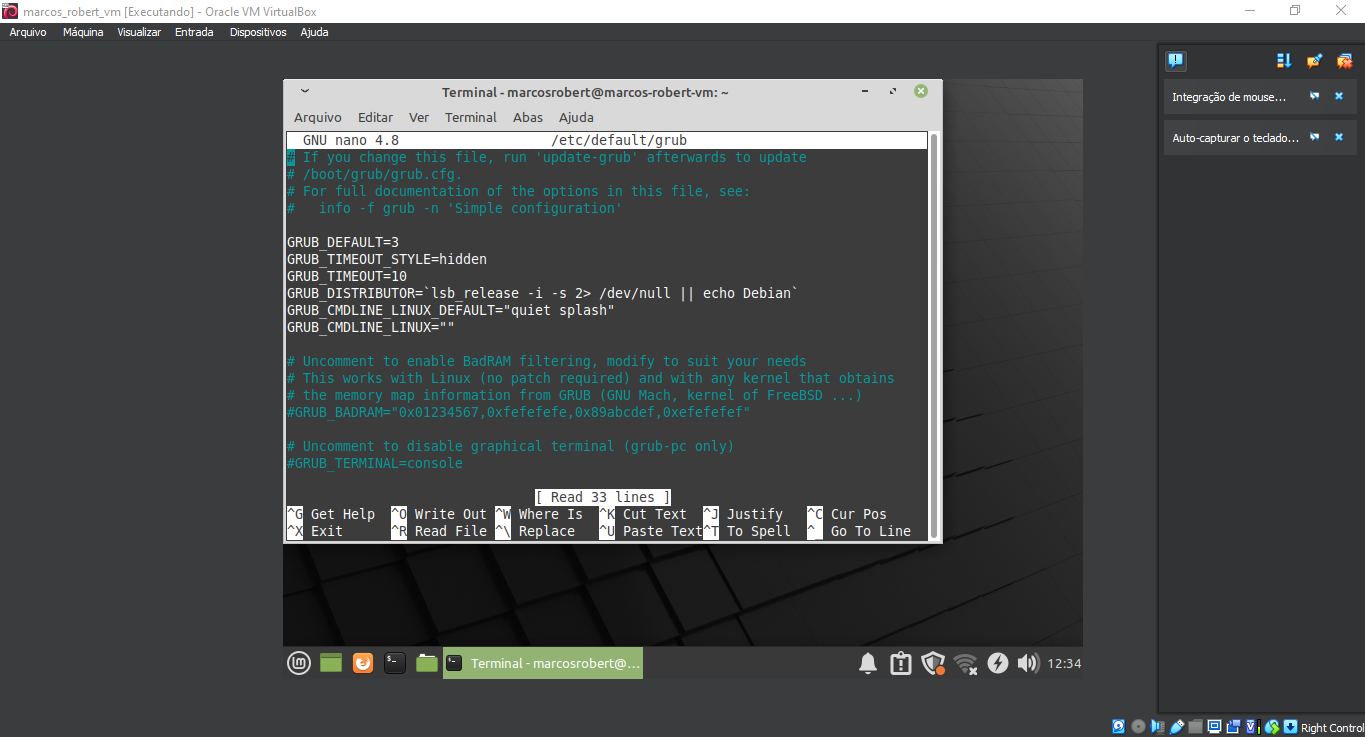 marcos_robert_vm [Executando] - Oracle VM VirtualBox
Arquivo Máquina Visualizar Entrada Dispositivos Ajuda
Terminal - marcosrobert@marcos-robert-vm: ~
Arquivo Editar Ver Terminal Abas Ajuda
GNU nano 4.8 /etc/default/grub
# If you change this file, run 'update-grub' afterwards to update
# /boot/grub/grub.cfg.
# For full documentation of the options in this file, see:
#   info -f grub -n 'Simple configuration'
GRUB_DEFAULT=3
GRUB_TIMEOUT_STYLE=hidden
GRUB_TIMEOUT=10
GRUB_DISTRIBUTOR=`lsb_release -i -s 2> /dev/null || echo Debian`
GRUB_CMDLINE_LINUX_DEFAULT="quiet splash"
GRUB_CMDLINE_LINUX=""
# Uncomment to enable BadRAM filtering, modify to suit your needs
# This works with Linux (no patch required) and with any kernel that obtains
# the memory map information from GRUB (GNU Mach, kernel of FreeBSD ...)
#GRUB_BADRAM="0x01234567,0xfefefefe,0x89abcdef,0xefefefef"
# Uncomment to disable graphical terminal (grub-pc only)
#GRUB_TERMINAL=console
[ Read 33 lines ]
^G Get Help ^O Write Out ^W Where Is ^K Cut Text ^J Justify ^C Cur Pos
^X Exit ^R Read File ^\ Replace ^U Paste Text ^T To Spell ^_ Go To Line
Terminal - marcosrobert@...
12:34
Integração de mouse...
Auto-capturar o teclado...
Right Control